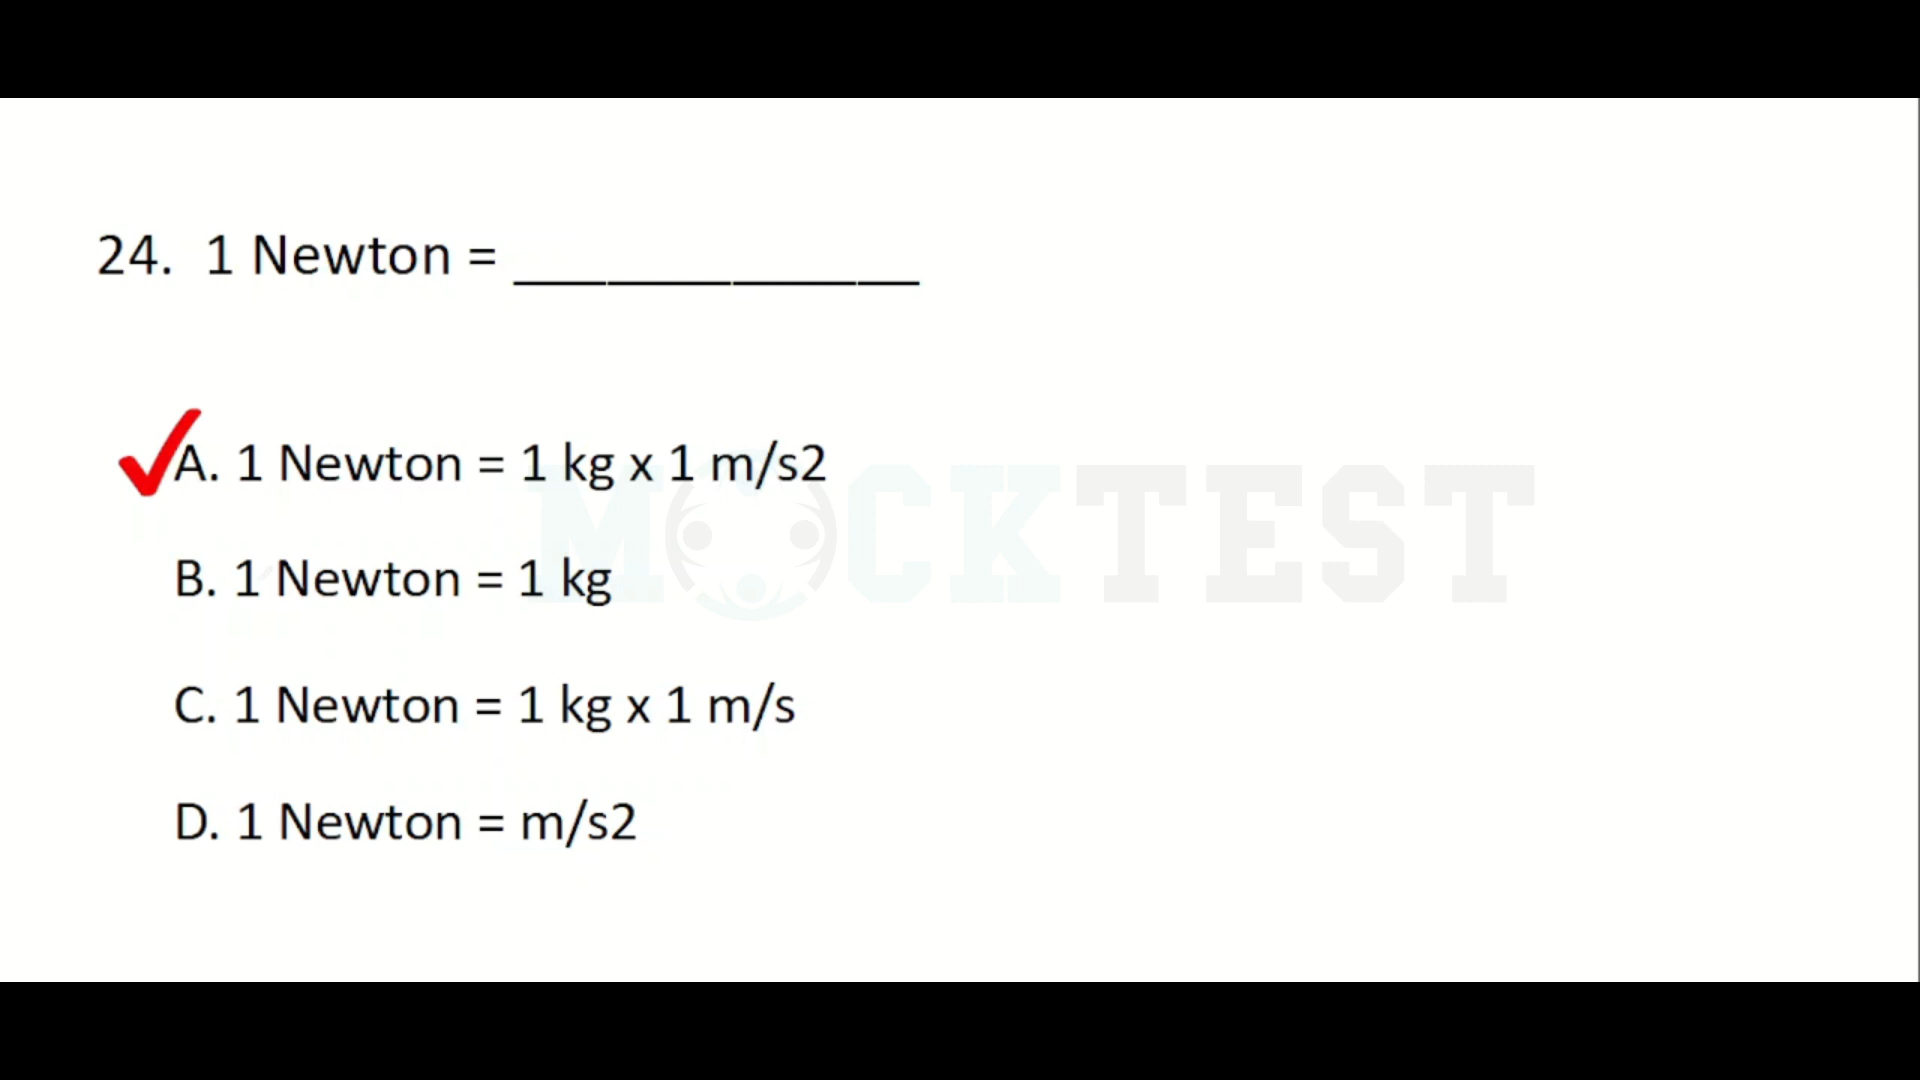 24. 1 Newton = _____________
A. 1 Newton = 1 kg x 1 m/s2
B. 1 Newton = 1 kg
C. 1 Newton = 1 kg x 1 m/s
D. 1 Newton = m/s2
MOCKTEST